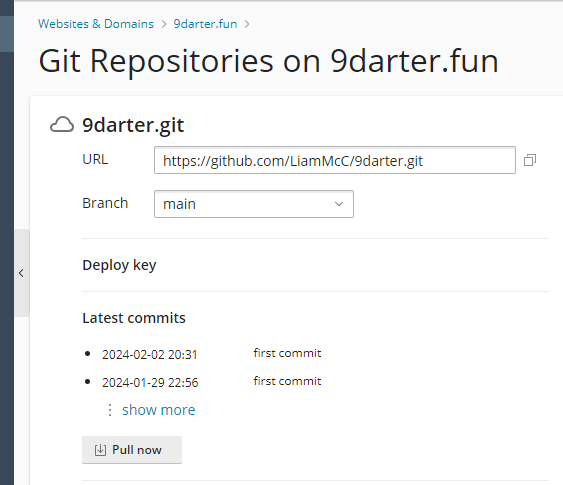 Websites & Domains > 9darter.fun >
Git Repositories on 9darter.fun
9darter.git
URL https://github.com/LiamMcC/9darter.git
Branch main
Deploy key
Latest commits
2024-02-02 20:31 first commit
2024-01-29 22:56 first commit
show more
Pull now